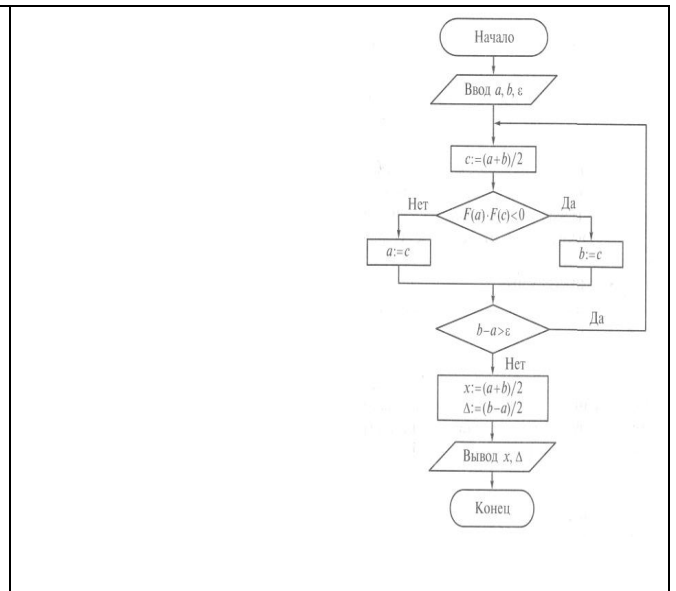 Начало
Ввод a, b, ε
c:=(a+b)/2
Нет
F(a)·F(c)<0
Да
a:=c
b:=c
b–a>ε
Да
Нет
x:=(a+b)/2
Δ:=(b–a)/2
Вывод x, Δ
Конец